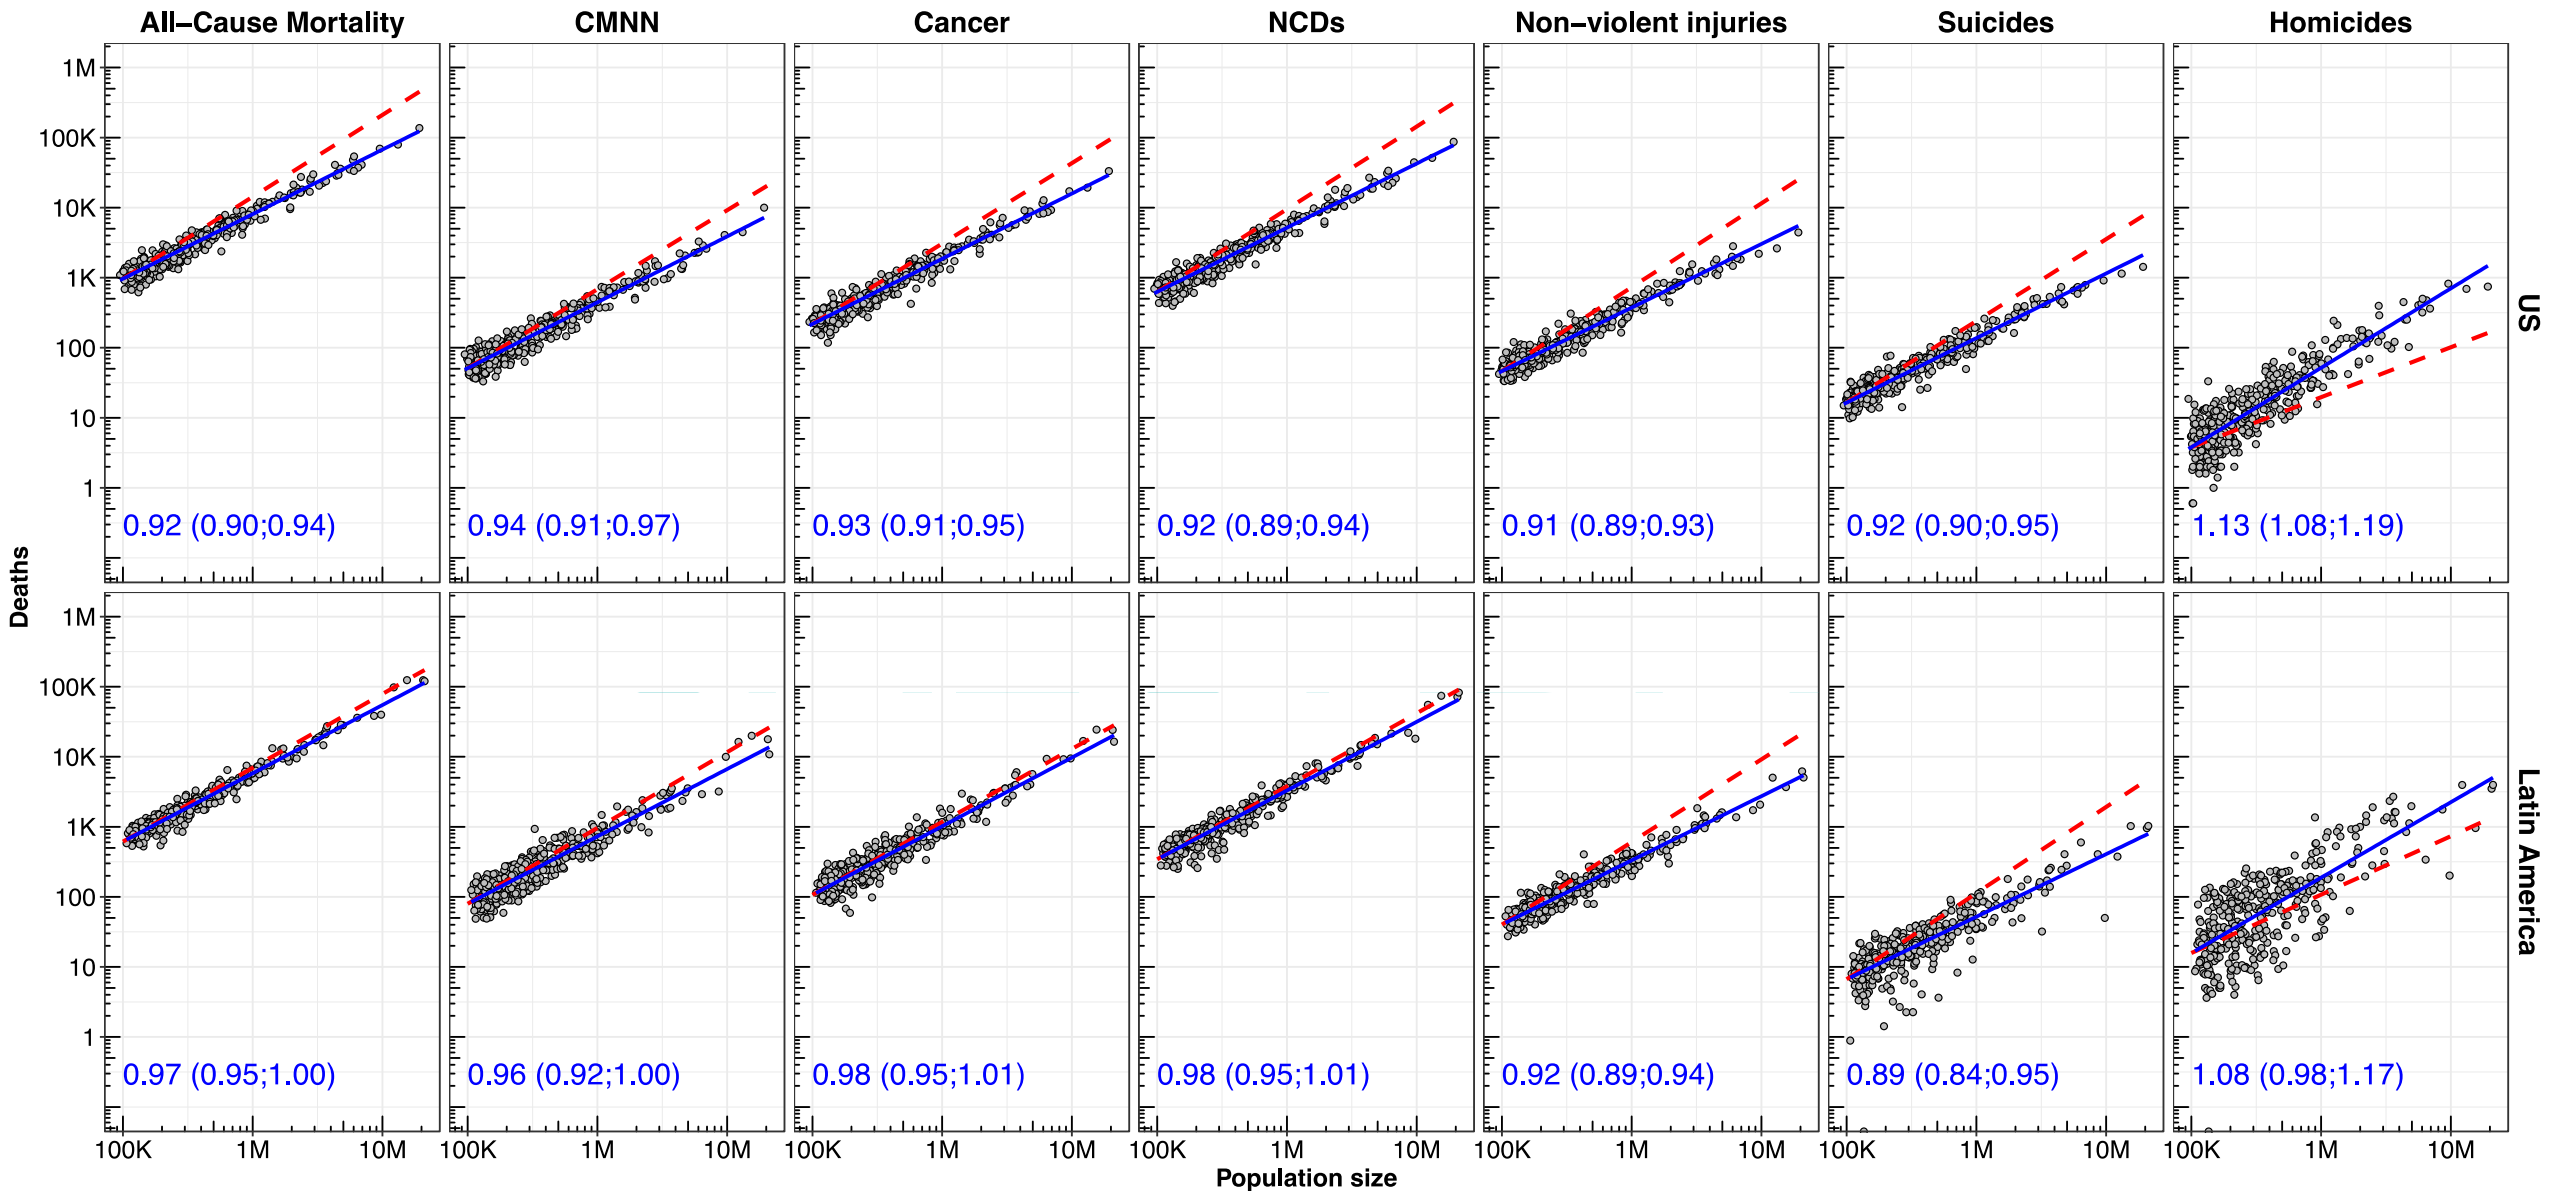 All–Cause Mortality
CMNN
Cancer
NCDs
Non–violent injuries
Suicides
Homicides
1M
100K
10K
1K
100
10
1
0.92 (0.90;0.94)
0.94 (0.91;0.97)
0.93 (0.91;0.95)
0.92 (0.89;0.94)
0.91 (0.89;0.93)
0.92 (0.90;0.95)
1.13 (1.08;1.19)
US
Deaths
1M
100K
10K
1K
100
10
1
0.97 (0.95;1.00)
0.96 (0.92;1.00)
0.98 (0.95;1.01)
0.98 (0.95;1.01)
0.92 (0.89;0.94)
0.89 (0.84;0.95)
1.08 (0.98;1.17)
Latin America
100K 1M 10M
100K 1M 10M
100K 1M 10M
100K 1M 10M
100K 1M 10M
100K 1M 10M
100K 1M 10M
Population size